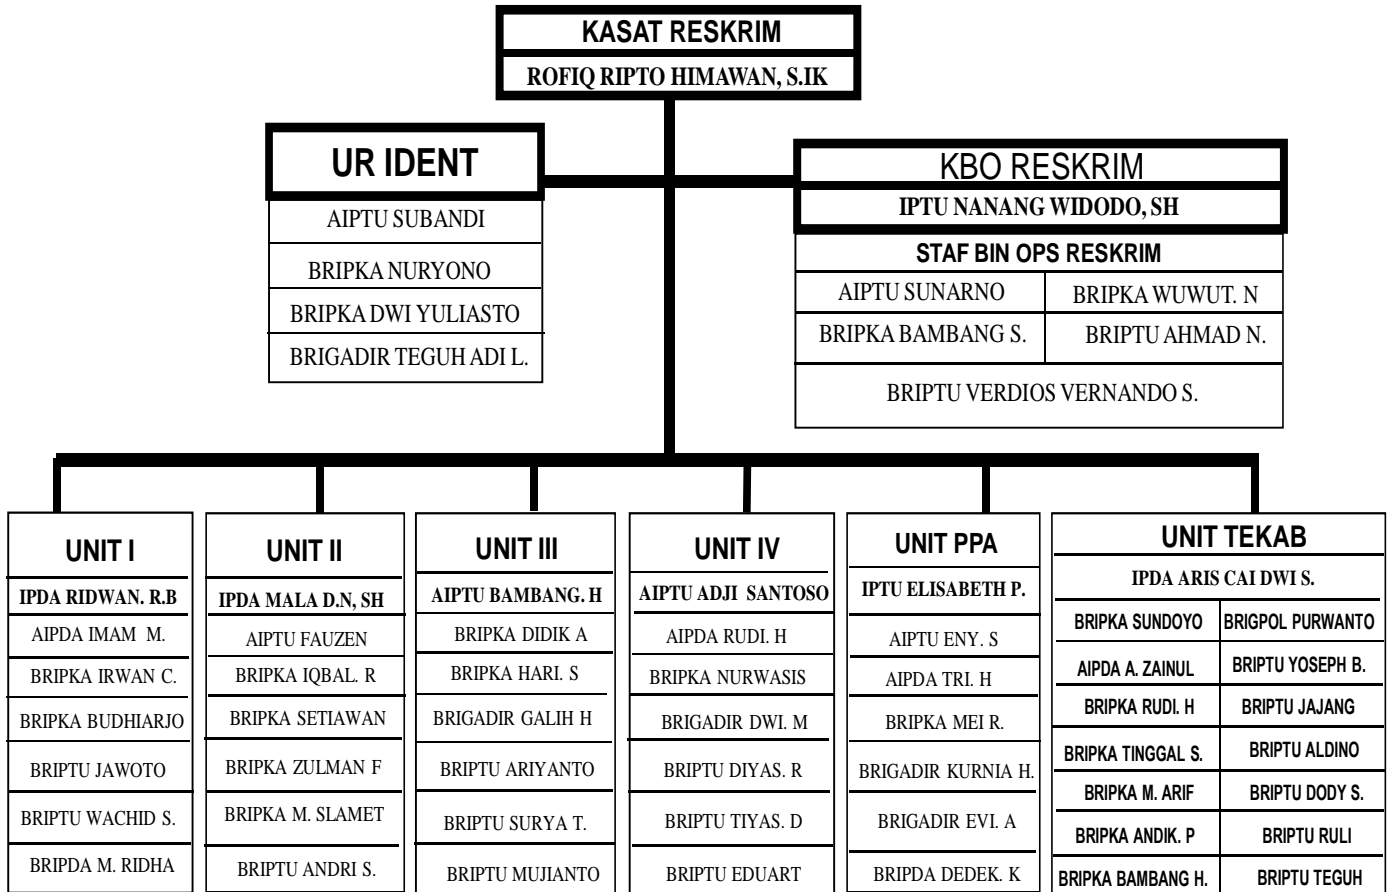 KASAT RESKRIM
ROFIQ RIPTO HIMAWAN, S.IK
UR IDENT
AIPTU SUBANDI
BRIPKA NURYONO
BRIPKA DWI YULIASTO
BRIGADIR TEGUH ADI L.
KBO RESKRIM
IPTU NANANG WIDODO, SH
STAF BIN OPS RESKRIM
AIPTU SUNARNO
BRIPKA WUWUT. N
BRIPKA BAMBANG S.
BRIPTU AHMAD N.
BRIPTU VERDIOS VERNANDO S.
UNIT I
IPDA RIDWAN. R.B
AIPDA IMAM M.
BRIPKA IRWAN C.
BRIPKA BUDHIARJO
BRIPTU JAWOTO
BRIPTU WACHID S.
BRIPDA M. RIDHA
UNIT II
IPDA MALA D.N, SH
AIPTU FAUZEN
BRIPKA IQBAL. R
BRIPKA SETIAWAN
BRIPKA ZULMAN F
BRIPKA M. SLAMET
BRIPTU ANDRI S.
UNIT III
AIPTU BAMBANG. H
BRIPKA DIDIK A
BRIPKA HARI. S
BRIGADIR GALIH H
BRIPTU ARIYANTO
BRIPTU SURYA T.
BRIPTU MUJIANTO
UNIT IV
AIPTU ADJI SANTOSO
AIPDA RUDI. H
BRIPKA NURWASIS
BRIGADIR DWI. M
BRIPTU DIYAS. R
BRIPTU TIYAS. D
BRIPTU EDUART
UNIT PPA
IPTU ELISABETH P.
AIPTU ENY. S
AIPDA TRI. H
BRIPKA MEI R.
BRIGADIR KURNIA H.
BRIGADIR EVI. A
BRIPDA DEDEK. K
UNIT TEKAB
IPDA ARIS CAI DWI S.
BRIPKA SUNDOYO
BRIGPOL PURWANTO
AIPDA A. ZAINUL
BRIPTU YOSEPH B.
BRIPKA RUDI. H
BRIPTU JAJANG
BRIPKA TINGGAL S.
BRIPTU ALDINO
BRIPKA M. ARIF
BRIPTU DODY S.
BRIPKA ANDIK. P
BRIPTU RULI
BRIPKA BAMBANG H.
BRIPTU TEGUH